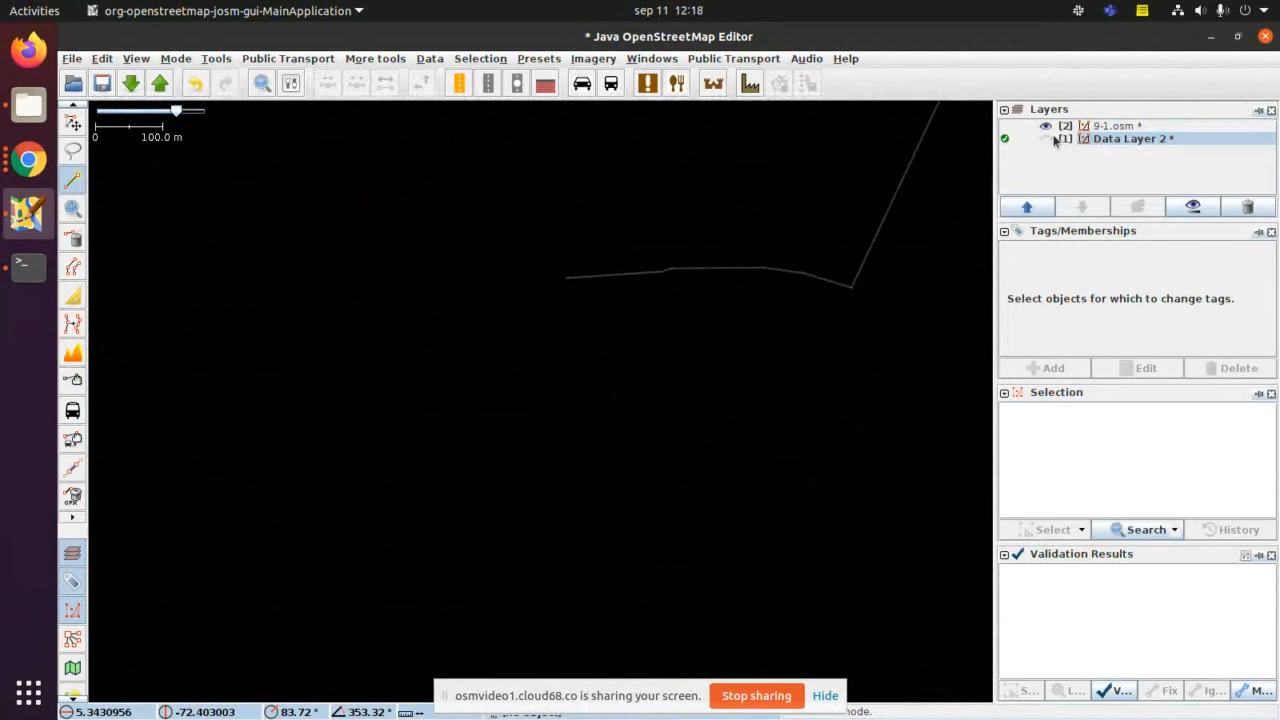 Activities org-openstreetmap-josm-gui-MainApplication sep 11 12:18
* Java OpenStreetMap Editor
File Edit View Mode Tools Public Transport More tools Data Selection Presets Imagery Windows Public Transport Audio Help
0 100.0 m
Layers
[2] 9-1.osm *
[1] Data Layer 2 *
Tags/Memberships
Select objects for which to change tags.
Add Edit Delete
Selection
Select Search History
Validation Results
osmvideo1.cloud68.co is sharing your screen. Stop sharing Hide
S... L... V... Fix Ig... M...
5.3430956 -72.403003 83.72 ° 353.32 ° -- mode.